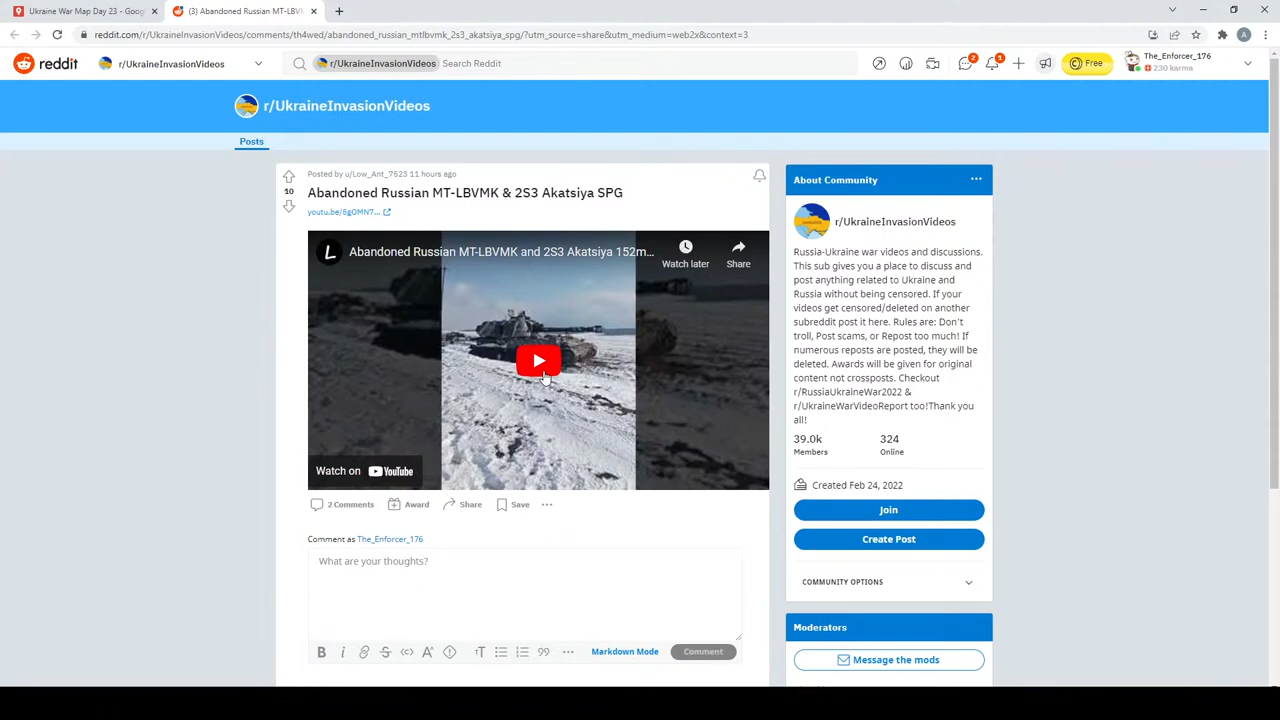 Ukraine War Map Day 23 - Goog
(3) Abandoned Russian MT-LBV
reddit.com/r/UkraineInvasionVideos/comments/th4wed/abandoned_russian_mtlbvmk_2s3_akatsiya_spg/?utm_source=share&utm_medium=web2x&context=3
A
reddit
r/UkraineInvasionVideos
r/UkraineInvasionVideos
Search Reddit
2
1
Free
The_Enforcer_176
230 karma
r/UkraineInvasionVideos
Posts
Posted by u/Low_Ant_7523 11 hours ago
10
Abandoned Russian MT-LBVMK & 2S3 Akatsiya SPG
youtu.be/5gOMN7...
L
Abandoned Russian MT-LBVMK and 2S3 Akatsiya 152m...
Watch later
Share
Watch on YouTube
2 Comments
Award
Share
Save
Comment as The_Enforcer_176
What are your thoughts?
Markdown Mode
Comment
About Community
r/UkraineInvasionVideos
Russia-Ukraine war videos and discussions.
This sub gives you a place to discuss and
post anything related to Ukraine and
Russia without being censored. If your
videos get censored/deleted on another
subreddit post it here. Rules are: Don't
troll, Post scams, or Repost too much! If
numerous reposts are posted, they will be
deleted. Awards will be given for original
content not crossposts. Checkout
r/RussiaUkraineWar2022 &
r/UkraineWarVideoReport too!Thank you
all!
39.0k
Members
324
Online
Created Feb 24, 2022
Join
Create Post
COMMUNITY OPTIONS
Moderators
Message the mods